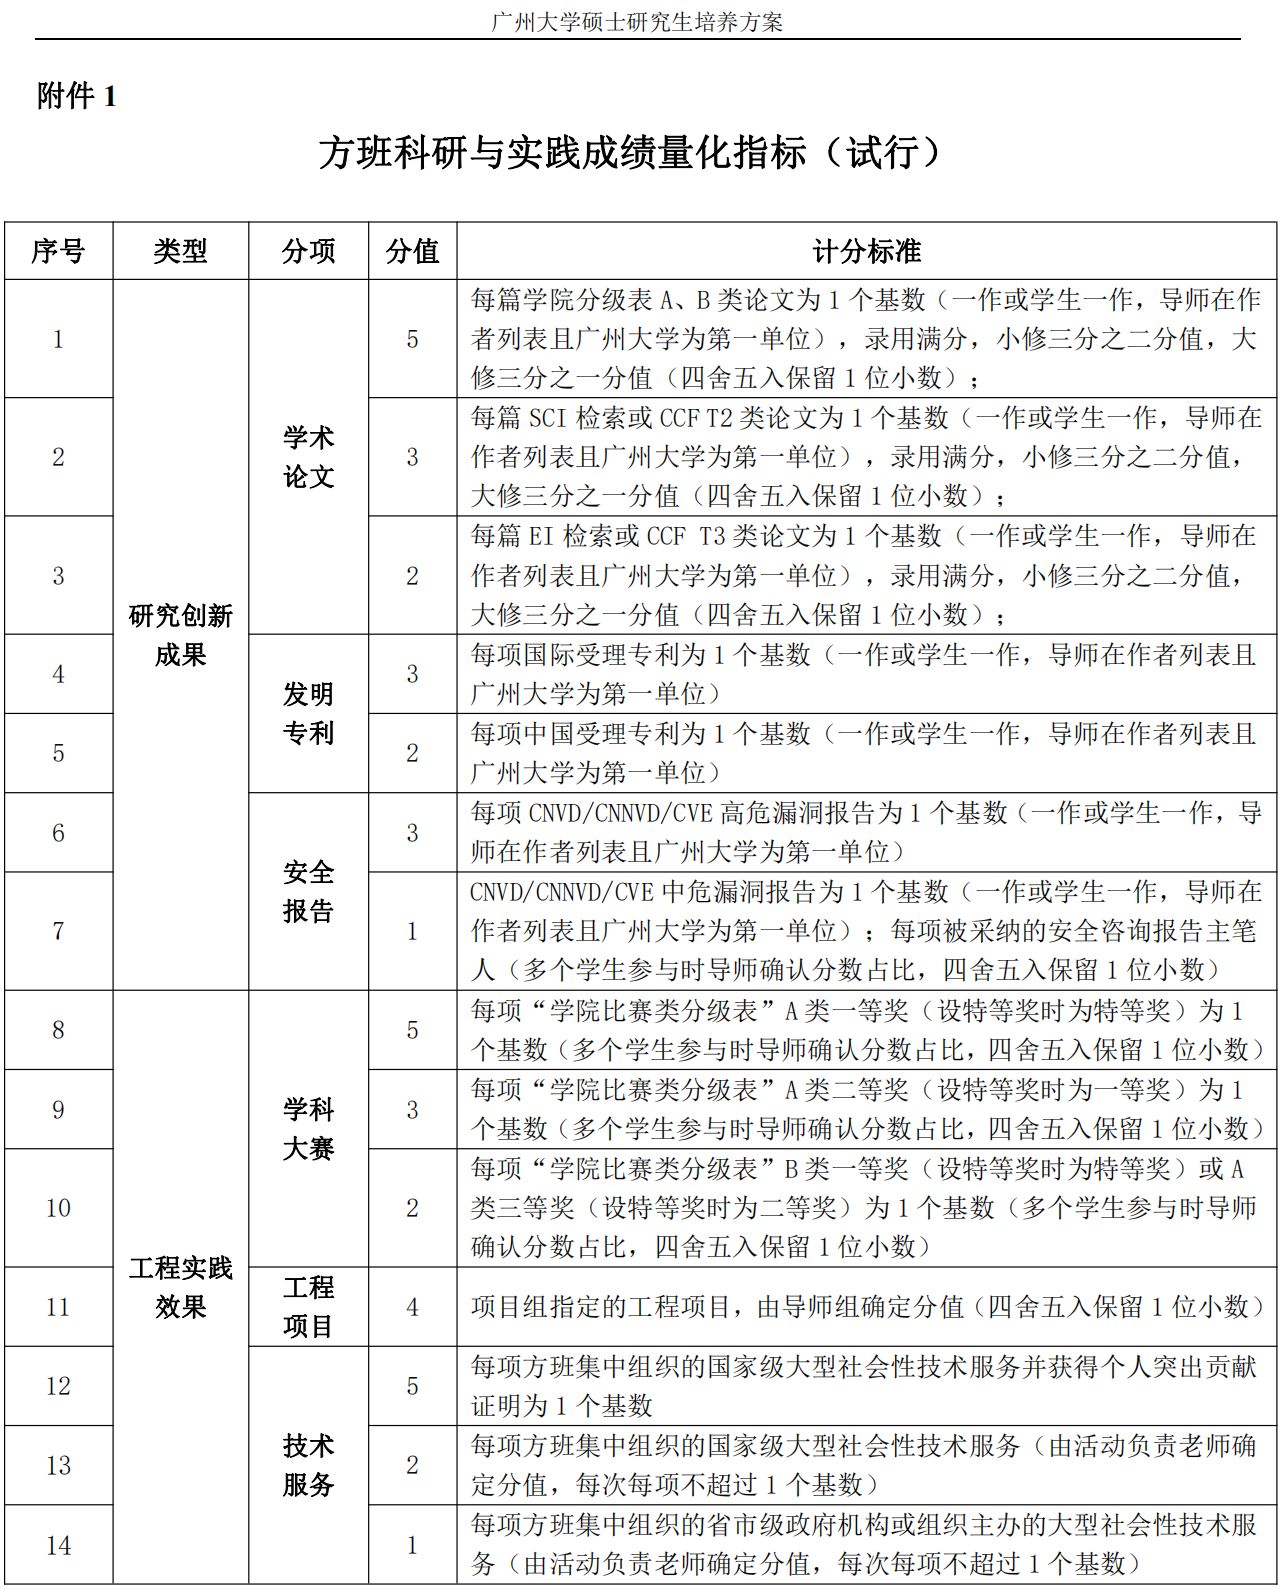 广州大学硕士研究生培养方案
附件 1
方班科研与实践成绩量化指标（试行）
序号 类型 分项 分值 计分标准
1
研究创新
成果
学术
论文
5
每篇学院分级表 A、B 类论文为 1 个基数（一作或学生一作，导师在作
者列表且广州大学为第一单位），录用满分，小修三分之二分值，大
修三分之一分值（四舍五入保留 1 位小数）；
2
3
每篇 SCI 检索或 CCF T2 类论文为 1 个基数（一作或学生一作，导师在
作者列表且广州大学为第一单位），录用满分，小修三分之二分值，
大修三分之一分值（四舍五入保留 1 位小数）；
3
2
每篇 EI 检索或 CCF T3 类论文为 1 个基数（一作或学生一作，导师在
作者列表且广州大学为第一单位），录用满分，小修三分之二分值，
大修三分之一分值（四舍五入保留 1 位小数）；
4
发明
专利
3
每项国际受理专利为 1 个基数（一作或学生一作，导师在作者列表且
广州大学为第一单位）
5
2
每项中国受理专利为 1 个基数（一作或学生一作，导师在作者列表且
广州大学为第一单位）
6
安全
报告
3
每项 CNVD/CNNVD/CVE 高危漏洞报告为 1 个基数（一作或学生一作，导
师在作者列表且广州大学为第一单位）
7
1
CNVD/CNNVD/CVE 中危漏洞报告为 1 个基数（一作或学生一作，导师在
作者列表且广州大学为第一单位）；每项被采纳的安全咨询报告主笔
人（多个学生参与时导师确认分数占比，四舍五入保留 1 位小数）
8
工程实践
效果
学科
大赛
5
每项“学院比赛类分级表”A 类一等奖（设特等奖时为特等奖）为 1
个基数（多个学生参与时导师确认分数占比，四舍五入保留 1 位小数）
9
3
每项“学院比赛类分级表”A 类二等奖（设特等奖时为一等奖）为 1
个基数（多个学生参与时导师确认分数占比，四舍五入保留 1 位小数）
10
2
每项“学院比赛类分级表”B 类一等奖（设特等奖时为特等奖）或 A
类三等奖（设特等奖时为二等奖）为 1 个基数（多个学生参与时导师
确认分数占比，四舍五入保留 1 位小数）
11
工程
项目
4
项目组指定的工程项目，由导师组确定分值（四舍五入保留 1 位小数）
12
技术
服务
5
每项方班集中组织的国家级大型社会性技术服务并获得个人突出贡献
证明为 1 个基数
13
2
每项方班集中组织的国家级大型社会性技术服务（由活动负责老师确
定分值，每次每项不超过 1 个基数）
14
1
每项方班集中组织的省市级政府机构或组织主办的大型社会性技术服
务（由活动负责老师确定分值，每次每项不超过 1 个基数）